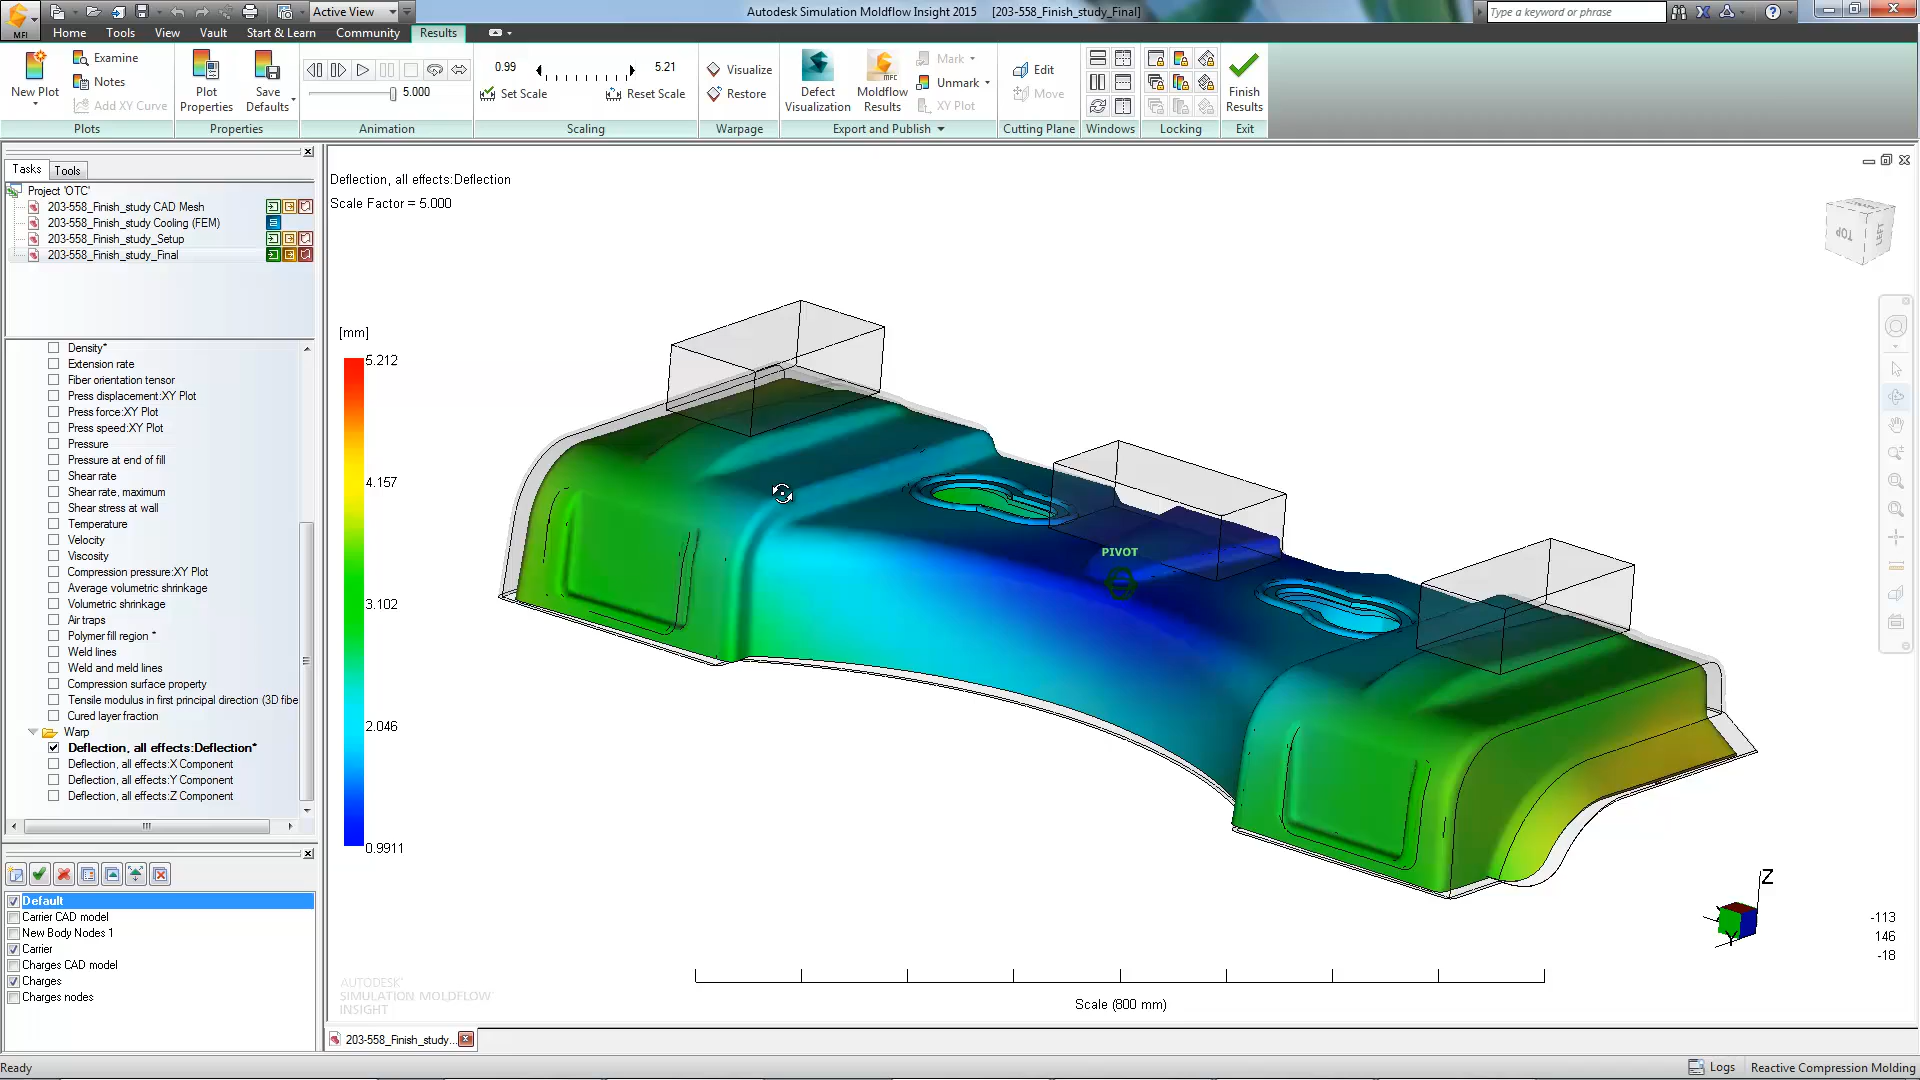 Active View
Autodesk Simulation Moldflow Insight 2015 [203-558_Finish_study_Final]
Type a keyword or phrase
MFI
Home Tools View Vault Start & Learn Community Results
New Plot
Examine
Notes
Add XY Curve
Plots
Plot Properties
Save Defaults
Properties
5.000
Animation
0.99 5.21
Set Scale Reset Scale
Scaling
Visualize
Restore
Warpage
Defect Visualization
Moldflow Results
Mark
Unmark
XY Plot
Export and Publish
Edit
Move
Cutting Plane
Windows
Locking
Finish Results
Exit
Tasks Tools
Project 'OTC'
203-558_Finish_study CAD Mesh
203-558_Finish_study Cooling (FEM)
203-558_Finish_study_Setup
203-558_Finish_study_Final
Density*
Extension rate
Fiber orientation tensor
Press displacement:XY Plot
Press force:XY Plot
Press speed:XY Plot
Pressure
Pressure at end of fill
Shear rate
Shear rate, maximum
Shear stress at wall
Temperature
Velocity
Viscosity
Compression pressure:XY Plot
Average volumetric shrinkage
Volumetric shrinkage
Air traps
Polymer fill region *
Weld lines
Weld and meld lines
Compression surface property
Tensile modulus in first principal direction (3D fibe
Cured layer fraction
Warp
Deflection, all effects:Deflection*
Deflection, all effects:X Component
Deflection, all effects:Y Component
Deflection, all effects:Z Component
Default
Carrier CAD model
New Body Nodes 1
Carrier
Charges CAD model
Charges
Charges nodes
Deflection, all effects:Deflection
Scale Factor = 5.000
[mm]
5.212
4.157
3.102
2.046
0.9911
PIVOT
TOP
LEFT
Z
Y
-113
146
-18
AUTODESK
SIMULATION MOLDFLOW
INSIGHT
Scale (800 mm)
203-558_Finish_study...
Ready
Logs Reactive Compression Molding